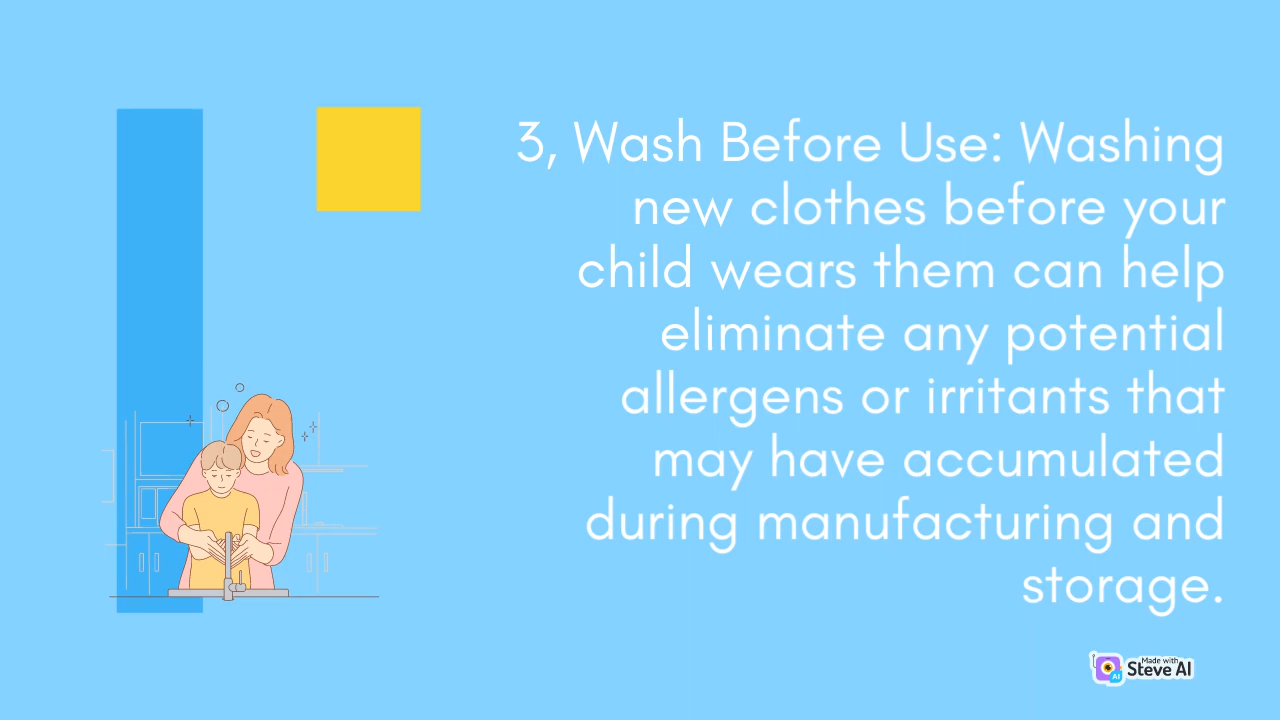 3, Wash Before Use: Washing
new clothes before your
child wears them can help
eliminate any potential
allergens or irritants that
may have accumulated
during manufacturing and
storage.
Made with
Steve AI
AI